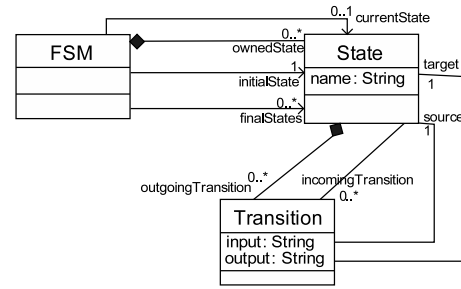 0..1 currentState
FSM
0..*
ownedState
State
target
1
initialState
name: String
1
0..*
finalStates
source
1
0..*
outgoingTransition
incomingTransition
0..*
Transition
input: String
output: String